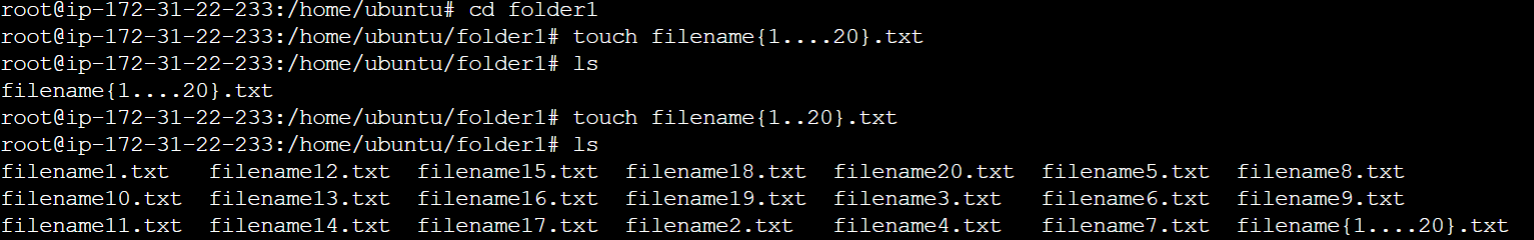 root@ip-172-31-22-233:/home/ubuntu# cd folder1
root@ip-172-31-22-233:/home/ubuntu/folder1# touch filename{1....20}.txt
root@ip-172-31-22-233:/home/ubuntu/folder1# ls
filename{1....20}.txt
root@ip-172-31-22-233:/home/ubuntu/folder1# touch filename{1..20}.txt
root@ip-172-31-22-233:/home/ubuntu/folder1# ls
filename1.txt   filename12.txt  filename15.txt  filename18.txt  filename20.txt  filename5.txt  filename8.txt
filename10.txt  filename13.txt  filename16.txt  filename19.txt  filename3.txt   filename6.txt  filename9.txt
filename11.txt  filename14.txt  filename17.txt  filename2.txt   filename4.txt   filename7.txt  filename{1....20}.txt